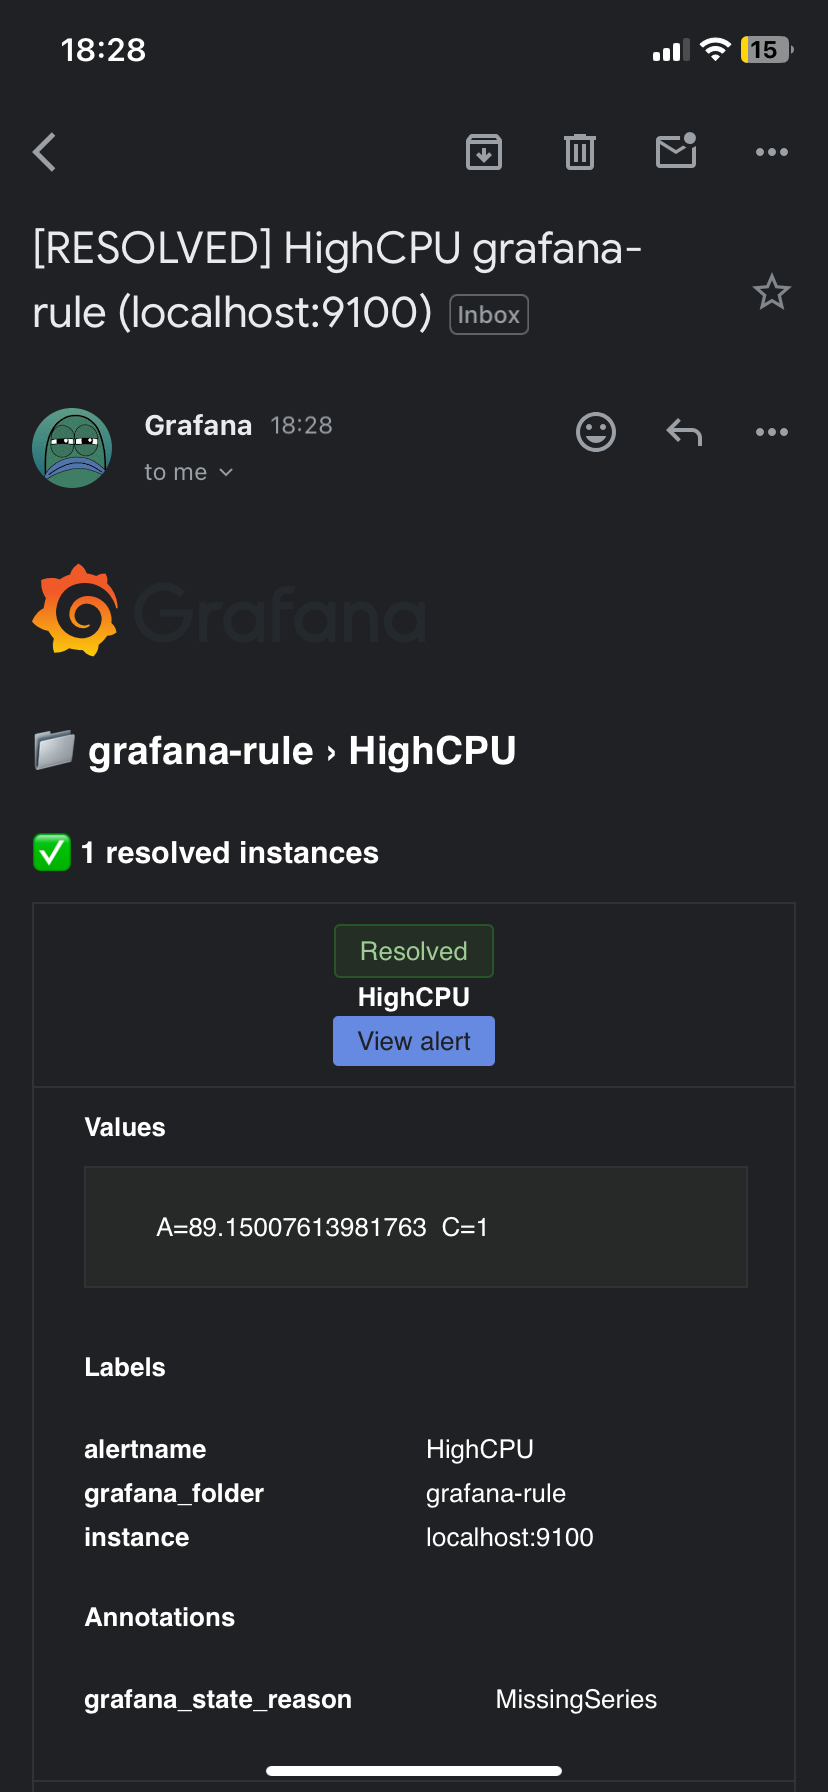 18:28
15
[RESOLVED] HighCPU grafana-
rule (localhost:9100) Inbox
Grafana 18:28
to me
Grafana
grafana-rule › HighCPU
1 resolved instances
Resolved
HighCPU
View alert
Values
A=89.15007613981763 C=1
Labels
alertname HighCPU
grafana_folder grafana-rule
instance localhost:9100
Annotations
grafana_state_reason MissingSeries